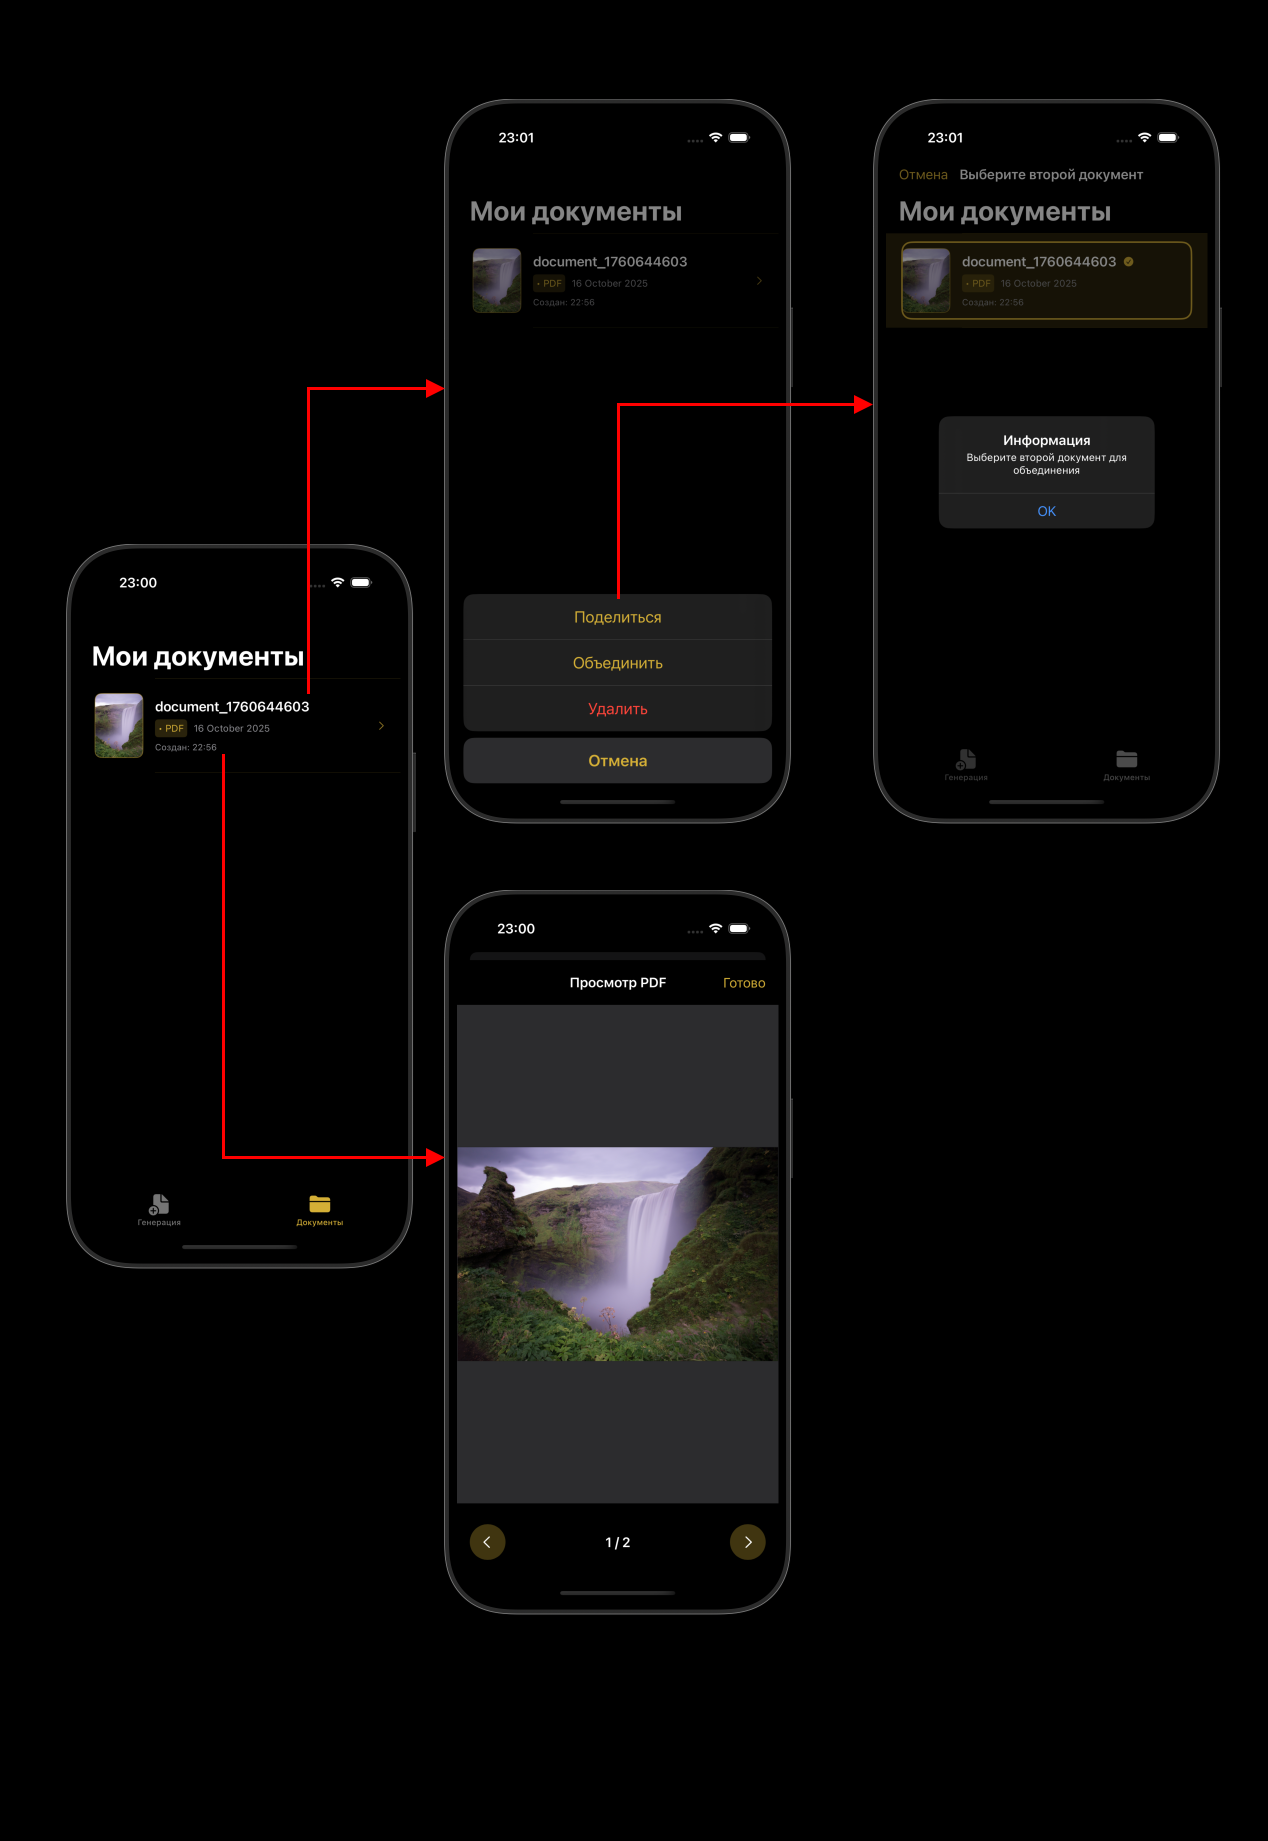 23:01
Мои документы
document_1760644603
• PDF 16 October 2025
Создан: 22:56
Поделиться
Объединить
Удалить
Отмена
23:01
Отмена Выберите второй документ
Мои документы
document_1760644603
• PDF 16 October 2025
Создан: 22:56
Информация
Выберите второй документ для
объединения
OK
Генерация Документы
23:00
Мои документы
document_1760644603
• PDF 16 October 2025
Создан: 22:56
Генерация Документы
23:00
Просмотр PDF Готово
1 / 2